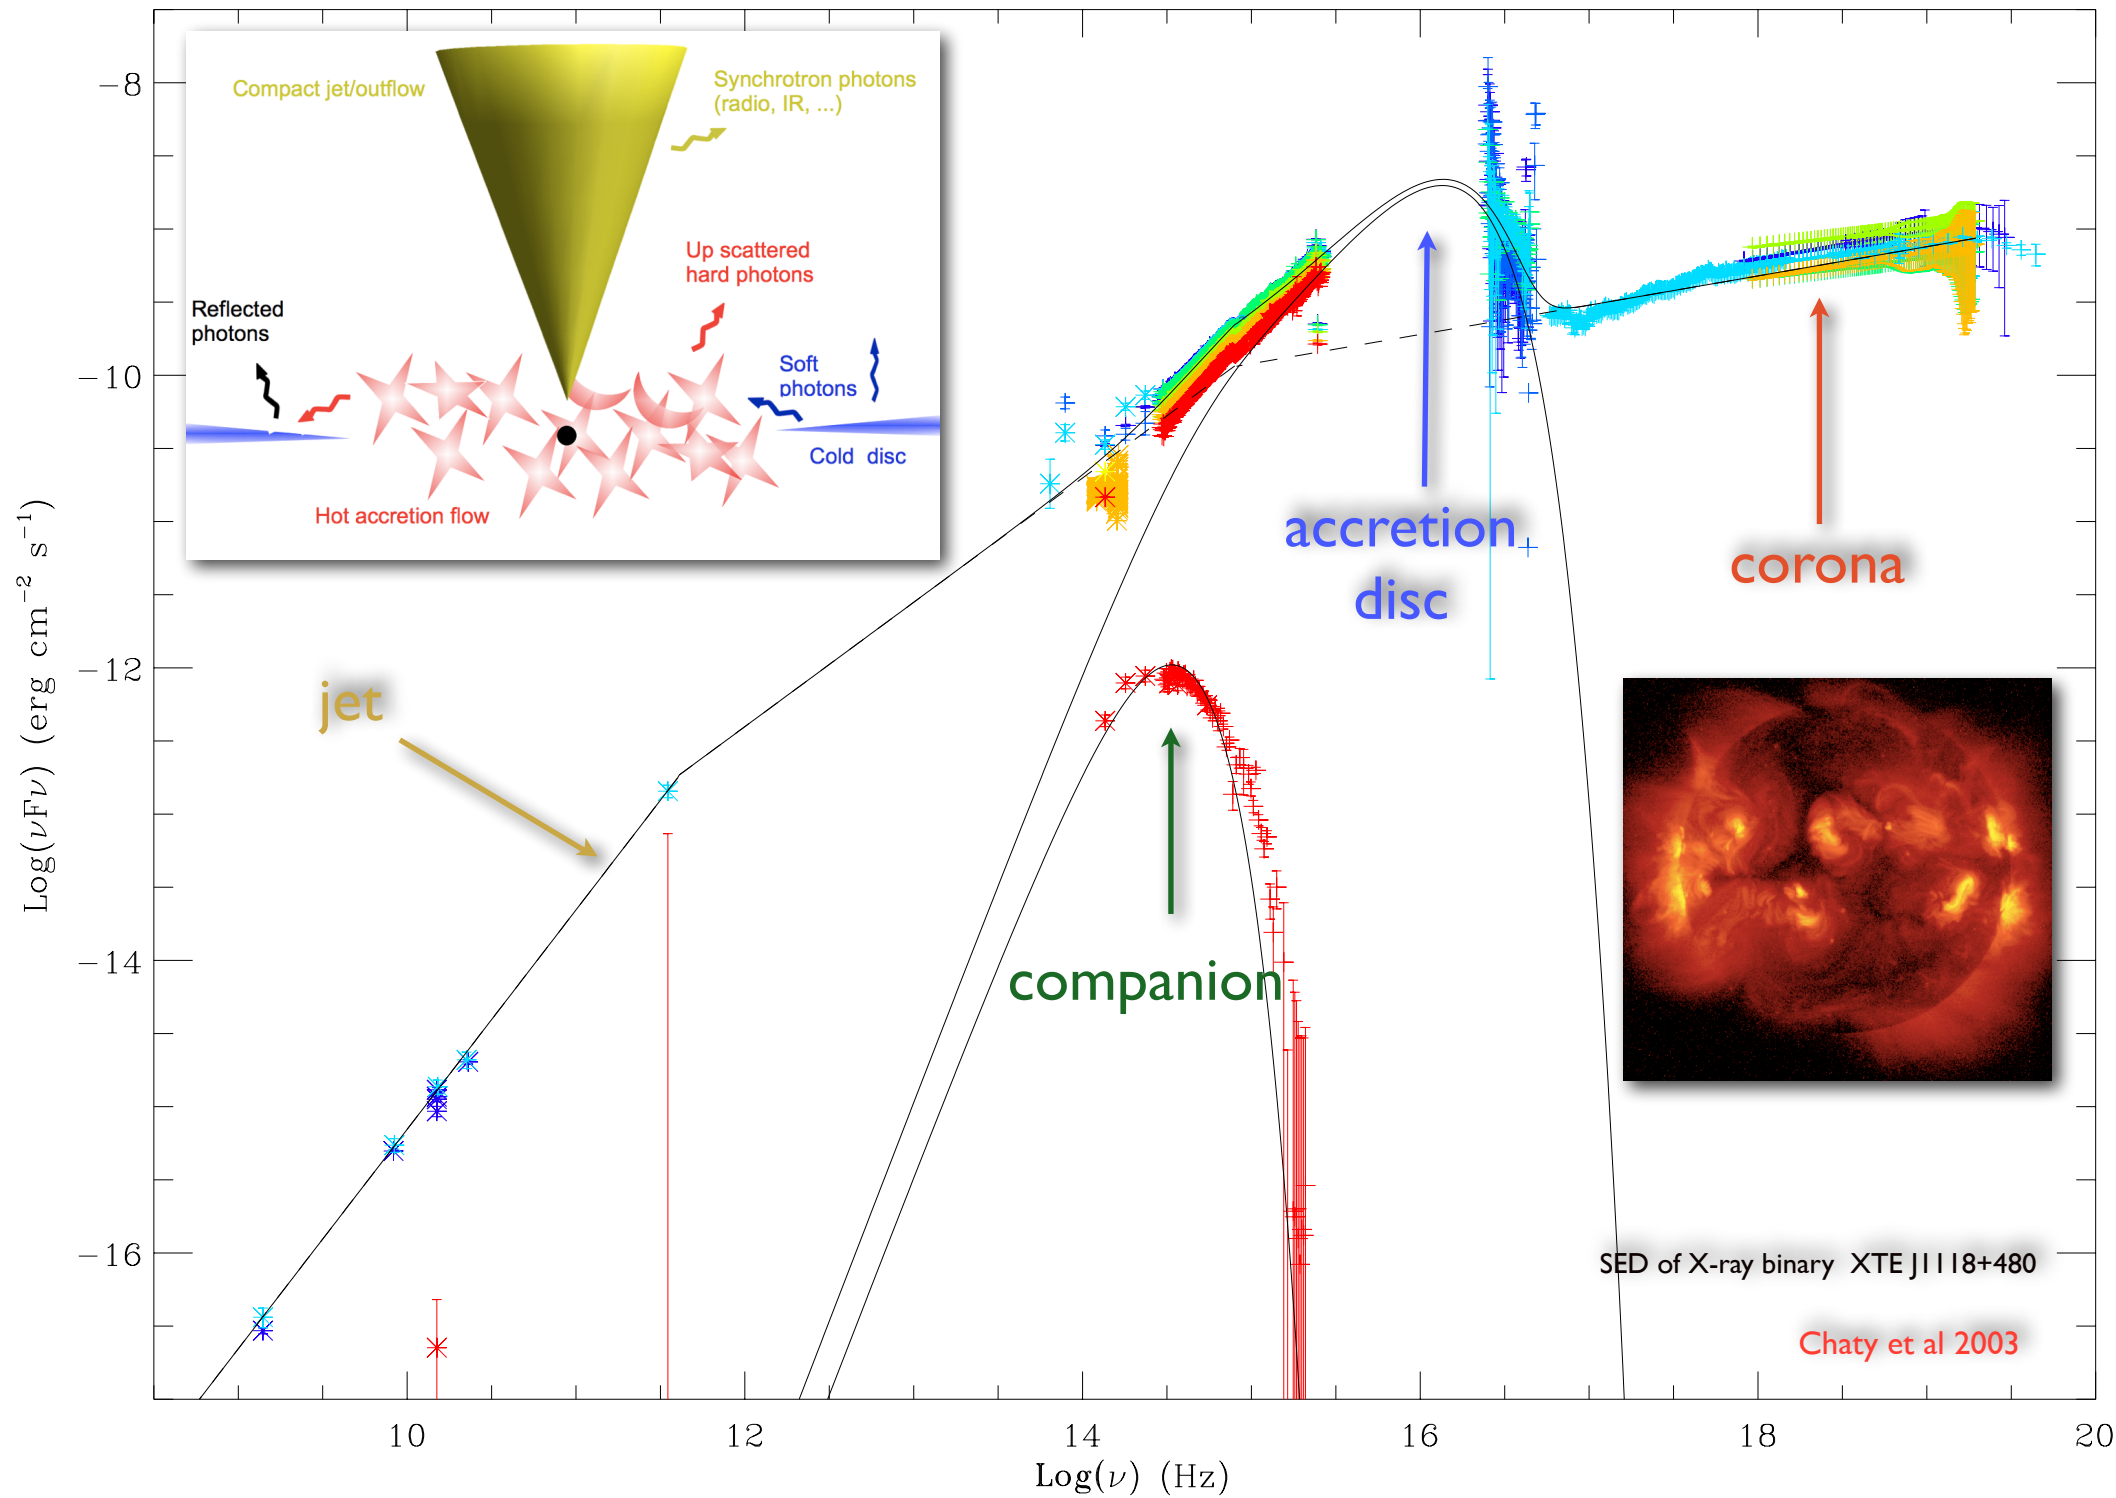 Compact jet/outflow
Synchrotron photons
(radio, IR, ...)
Up scattered
hard photons
Reflected
photons
Soft
photons
Cold disc
Hot accretion flow
accretion
disc
corona
jet
companion
SED of X-ray binary XTE J1118+480
Chaty et al 2003
Log(νFν) (erg cm⁻² s⁻¹)
−8
−10
−12
−14
−16
10
12
14
16
18
20
Log(ν) (Hz)